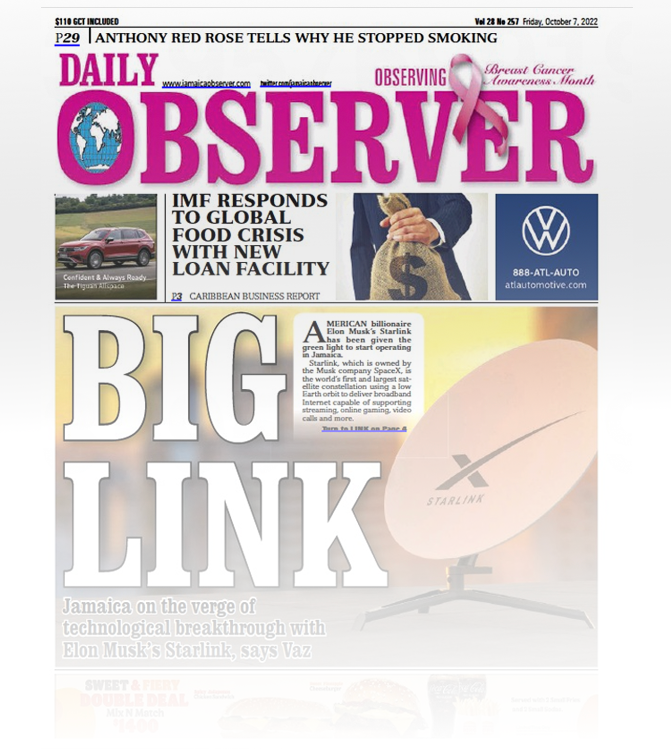 $110 GCT INCLUDED
Vol 28 No 257 Friday, October 7, 2022
P29 ANTHONY RED ROSE TELLS WHY HE STOPPED SMOKING
DAILY
www.jamaicaobserver.com
twitter.com/jamaicaobserver
OBSERVING
Breast Cancer
Awareness Month
OBSERVER
IMF RESPONDS
TO GLOBAL
FOOD CRISIS
WITH NEW
LOAN FACILITY
P3 CARIBBEAN BUSINESS REPORT
Confident & Always Ready
The Tiguan Allspace
$
888-ATL-AUTO
atlautomotive.com
BIG
LINK
AMERICAN billionaire
Elon Musk's Starlink
has been given the
green light to start operating
in Jamaica.
Starlink, which is owned by
the Musk company SpaceX, is
the world's first and largest sat-
ellite constellation using a low
Earth orbit to deliver broadband
Internet capable of supporting
streaming, online gaming, video
calls and more.
Turn to LINK on Page 4
STARLINK
Jamaica on the verge of
technological breakthrough with
Elon Musk's Starlink, says Vaz
SWEET & FIERY
DOUBLE DEAL
Mix N Match